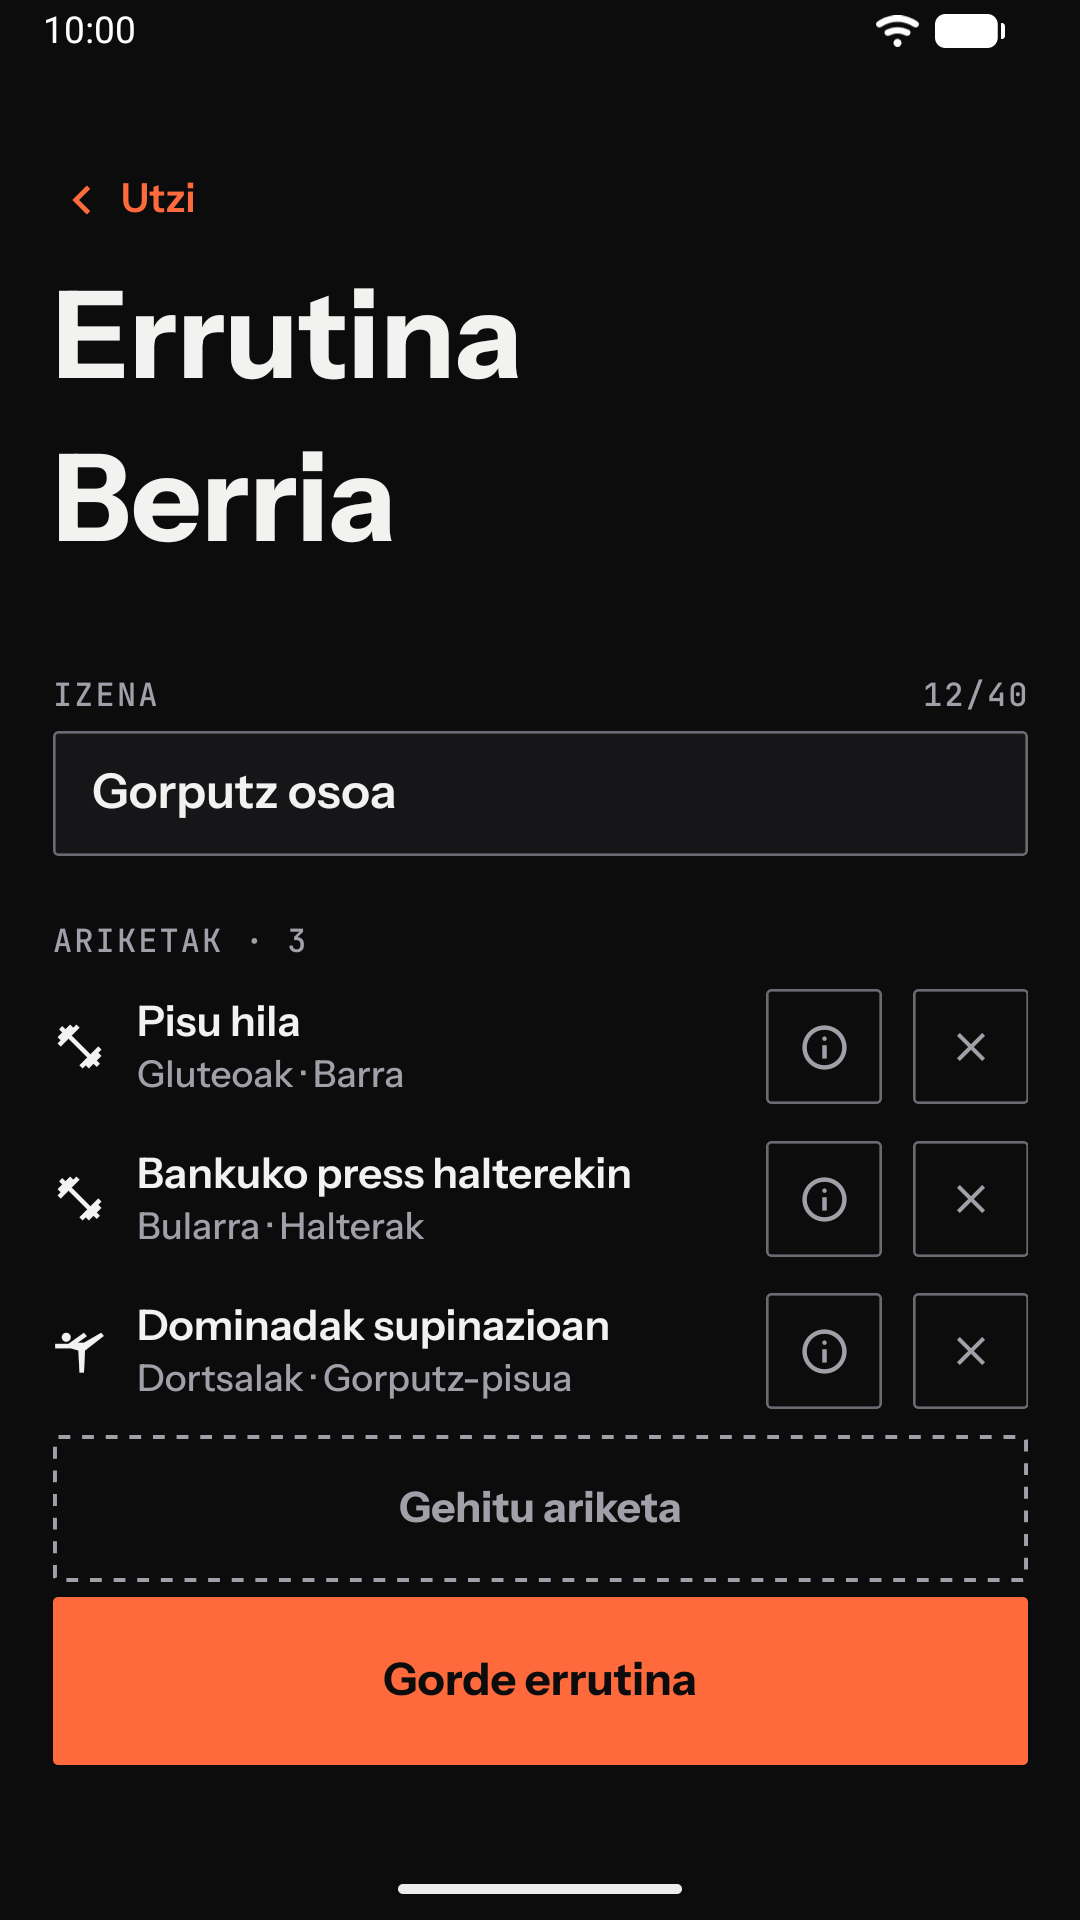 10:00
Utzi
Errutina
Berria
IZENA 12/40
Gorputz osoa
ARIKETAK · 3
Pisu hila
Gluteoak · Barra
Bankuko press halterekin
Bularra · Halterak
Dominadak supinazioan
Dortsalak · Gorputz-pisua
Gehitu ariketa
Gorde errutina